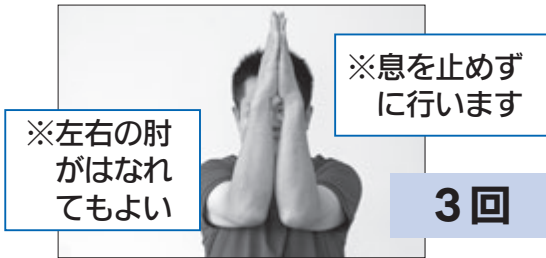 ※息を止めず
に行います
※左右の肘
がはなれ
てもよい
3回